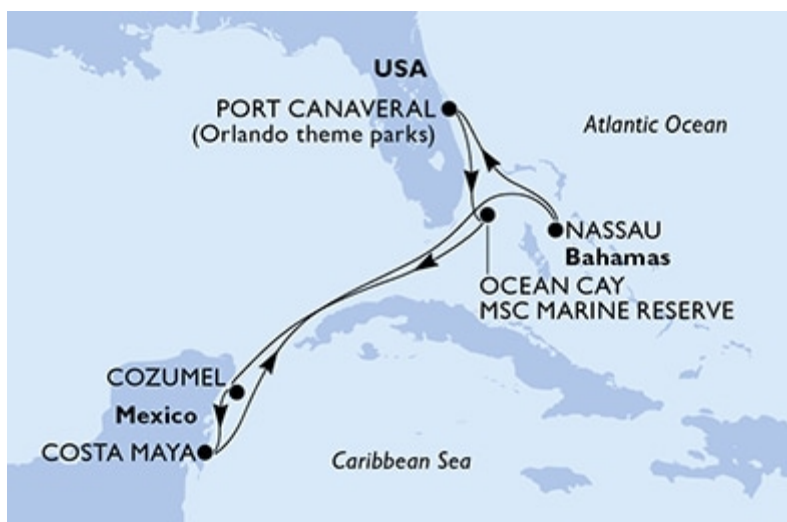 USA
PORT CANAVERAL
(Orlando theme parks)
Atlantic Ocean
NASSAU
Bahamas
OCEAN CAY
MSC MARINE RESERVE
COZUMEL
Mexico
COSTA MAYA
Caribbean Sea